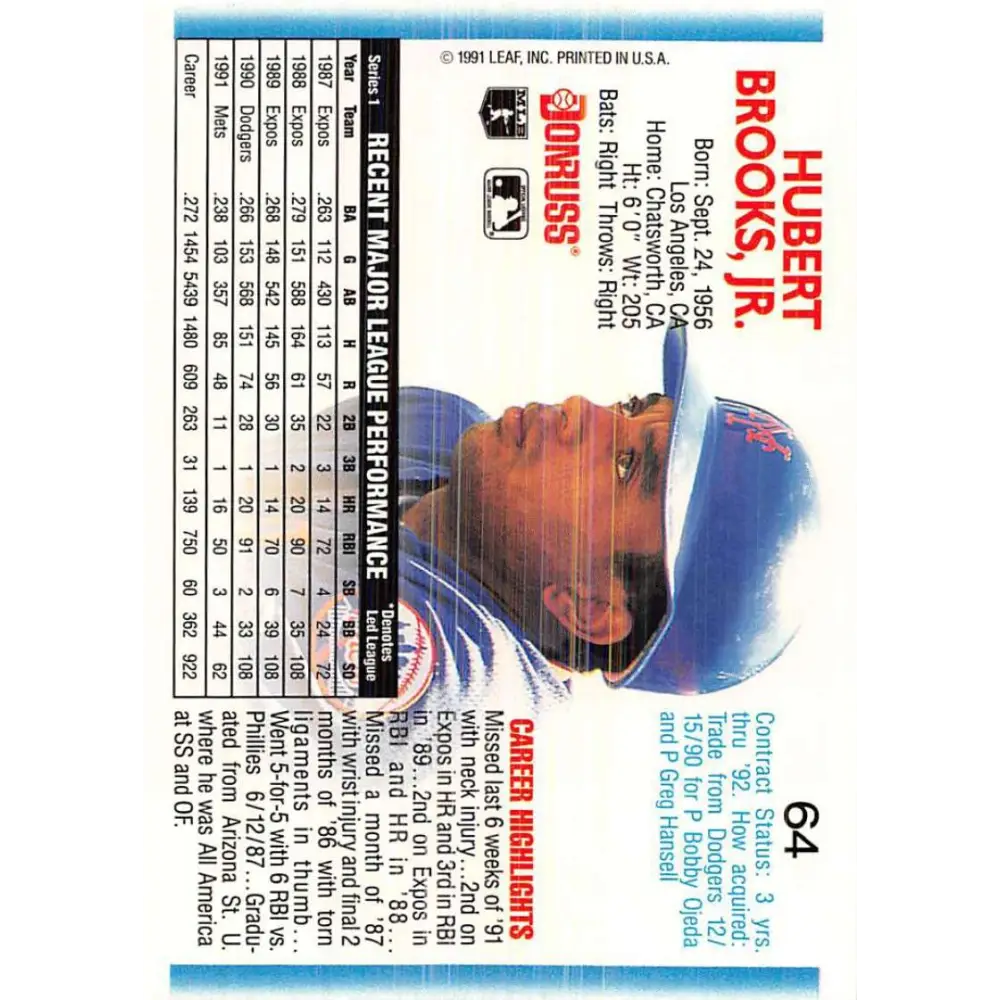 HUBERT
BROOKS, JR.
Born: Sept. 24, 1956
Los Angeles, CA
Home: Chatsworth, CA
Ht: 6'0" Wt: 205
Bats: Right Throws: Right
DONRUSS®
MLB
© 1991 LEAF, INC. PRINTED IN U.S.A.
64
Contract Status: 3 yrs.
thru '92. How acquired:
Trade from Dodgers 12/
15/90 for P Bobby Ojeda
and P Greg Hansell
Mets
CAREER HIGHLIGHTS
Missed last 6 weeks of '91
with neck injury...2nd on
Expos in HR and 3rd in RBI
in '89...2nd on Expos in
RBI and HR in '88...
Missed a month of '87
with wrist injury and final 2
months of '86 with torn
ligaments in thumb...
Went 5-for-5 with 6 RBI vs.
Phillies 6/12/87...Gradu-
ated from Arizona St. U.
where he was All America
at SS and OF.
Series 1 RECENT MAJOR LEAGUE PERFORMANCE *Denotes
Led League
Year Team BA G AB H R 2B 3B HR RBI SB BB SO
1987 Expos .263 112 430 113 57 22 3 14 72 4 24 72
1988 Expos .279 151 588 164 61 35 2 20 90 7 35 108
1989 Expos .268 148 542 145 56 30 1 14 70 6 39 108
1990 Dodgers .266 153 568 151 74 28 1 20 91 2 33 108
1991 Mets .238 103 357 85 48 11 1 16 50 3 44 62
Career .272 1454 5439 1480 609 263 31 139 750 60 362 922